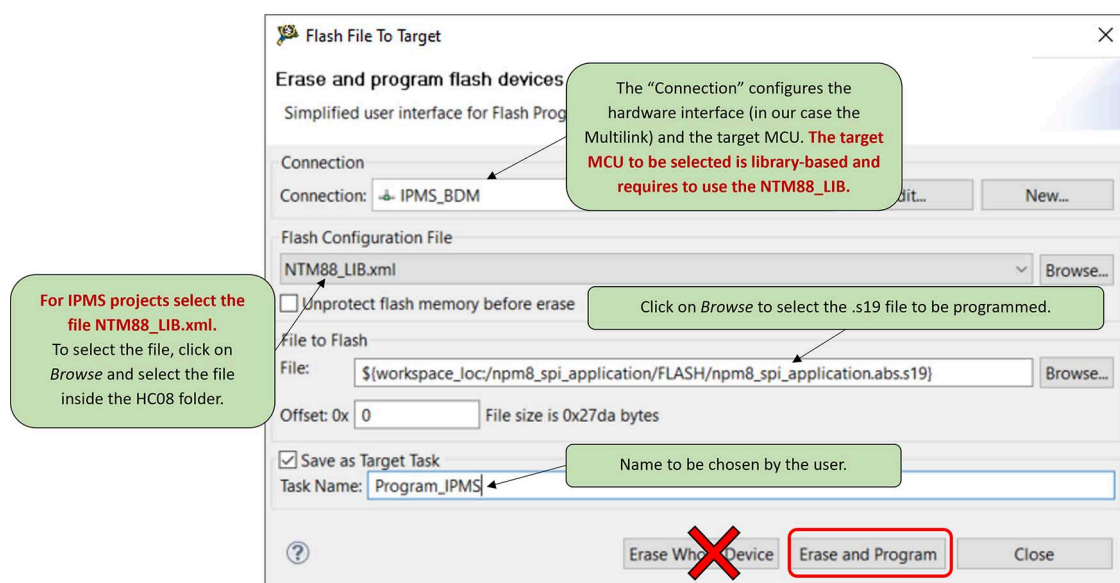 Flash File To Target
Erase and program flash devices
Simplified user interface for Flash Prog
The “Connection” configures the
hardware interface (in our case the
Multilink) and the target MCU. The target
MCU to be selected is library-based and
requires to use the NTM88_LIB.
Connection
Connection: IPMS_BDM
dit...
New...
Flash Configuration File
NTM88_LIB.xml
Browse...
For IPMS projects select the
file NTM88_LIB.xml.
To select the file, click on
Browse and select the file
inside the HC08 folder.
Unprotect flash memory before erase
Click on Browse to select the .s19 file to be programmed.
File to Flash
File: ${workspace_loc:/npm8_spi_application/FLASH/npm8_spi_application.abs.s19}
Browse...
Offset: 0x 0 File size is 0x27da bytes
Save as Target Task
Name to be chosen by the user.
Task Name: Program_IPMS
? Erase Who Device Erase and Program Close